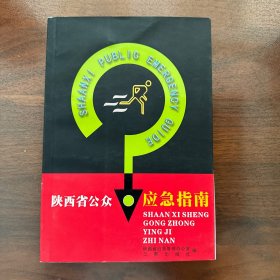 SHAANXI PUBLIC EMERGENCY GUIDE
陕西省公众
应急指南
SHAAN XI SHENG
GONG ZHONG
YING JI
ZHI NAN